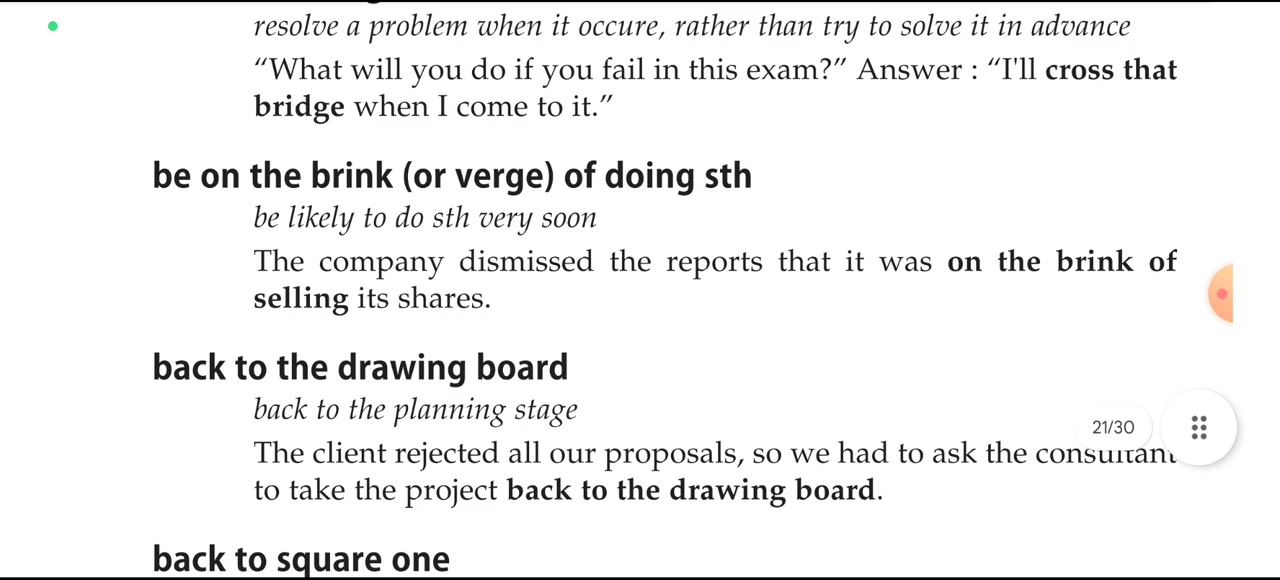 resolve a problem when it occure, rather than try to solve it in advance
“What will you do if you fail in this exam?” Answer : “I'll cross that
bridge when I come to it.”
be on the brink (or verge) of doing sth
be likely to do sth very soon
The company dismissed the reports that it was on the brink of
selling its shares.
back to the drawing board
back to the planning stage
21/30
The client rejected all our proposals, so we had to ask the consultant
to take the project back to the drawing board.
back to square one